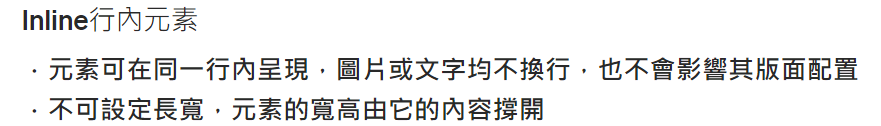 Inline行內元素
．元素可在同一行內呈現，圖片或文字均不換行，也不會影響其版面配置
．不可設定長寬，元素的寬高由它的內容撐開